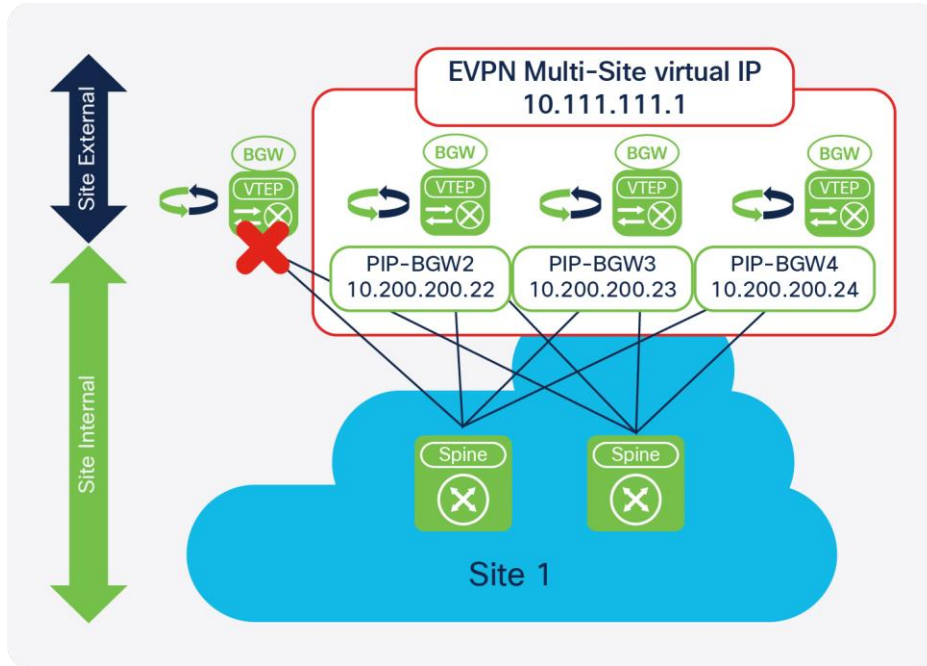 EVPN Multi-Site virtual IP
10.111.111.1
Site External
BGW
VTEP
BGW
VTEP
BGW
VTEP
BGW
VTEP
PIP-BGW2
10.200.200.22
PIP-BGW3
10.200.200.23
PIP-BGW4
10.200.200.24
Site Internal
Spine
Spine
Site 1